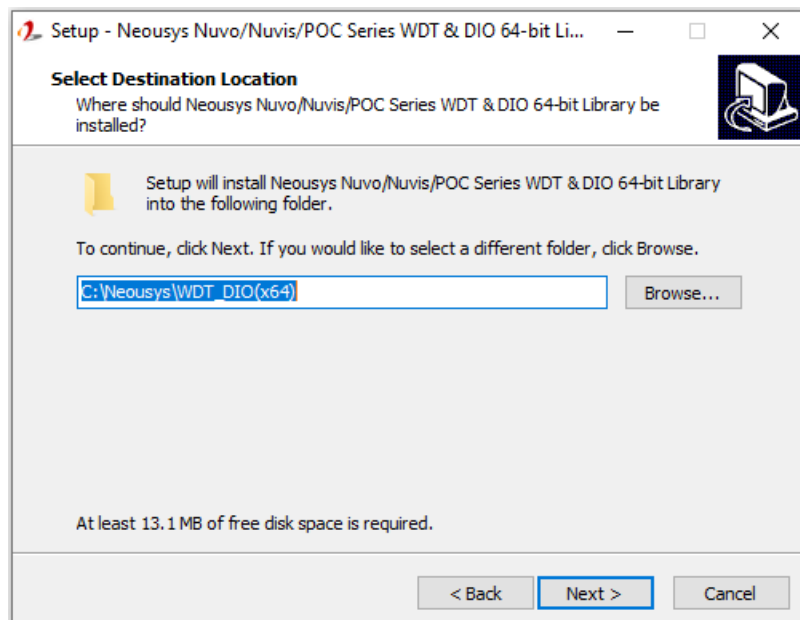 Setup - Neousys Nuvo/Nuvis/POC Series WDT & DIO 64-bit Li...
Select Destination Location
Where should Neousys Nuvo/Nuvis/POC Series WDT & DIO 64-bit Library be
installed?
Setup will install Neousys Nuvo/Nuvis/POC Series WDT & DIO 64-bit Library
into the following folder.
To continue, click Next. If you would like to select a different folder, click Browse.
C:\Neousys\WDT_DIO(x64)
Browse...
At least 13.1 MB of free disk space is required.
< Back
Next >
Cancel